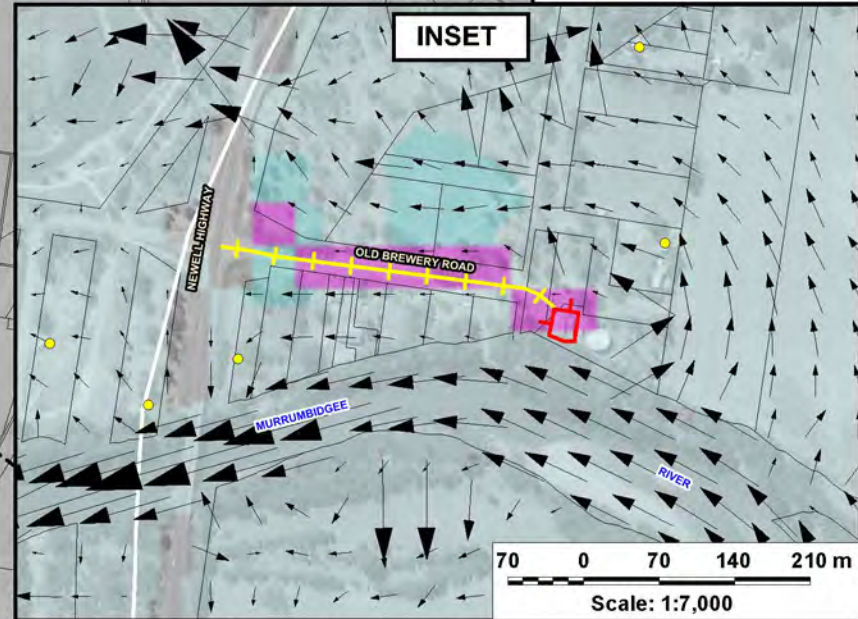 INSET
NEWELL HIGHWAY
OLD BREWERY ROAD
MURRUMBIDGEE
RIVER
70 0 70 140 210 m
Scale: 1:7,000